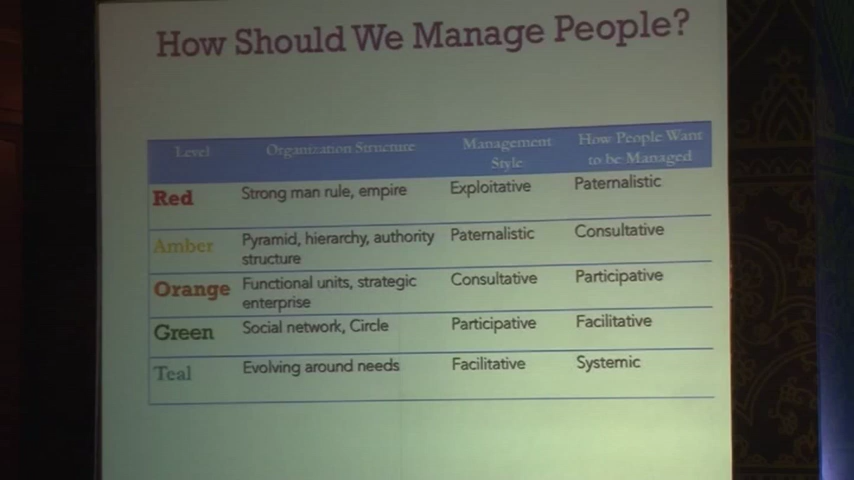 How Should We Manage People?
Level Organization Structure Management Style How People Want to be Managed
Red Strong man rule, empire Exploitative Paternalistic
Amber Pyramid, hierarchy, authority structure Paternalistic Consultative
Orange Functional units, strategic enterprise Consultative Participative
Green Social network, Circle Participative Facilitative
Teal Evolving around needs Facilitative Systemic